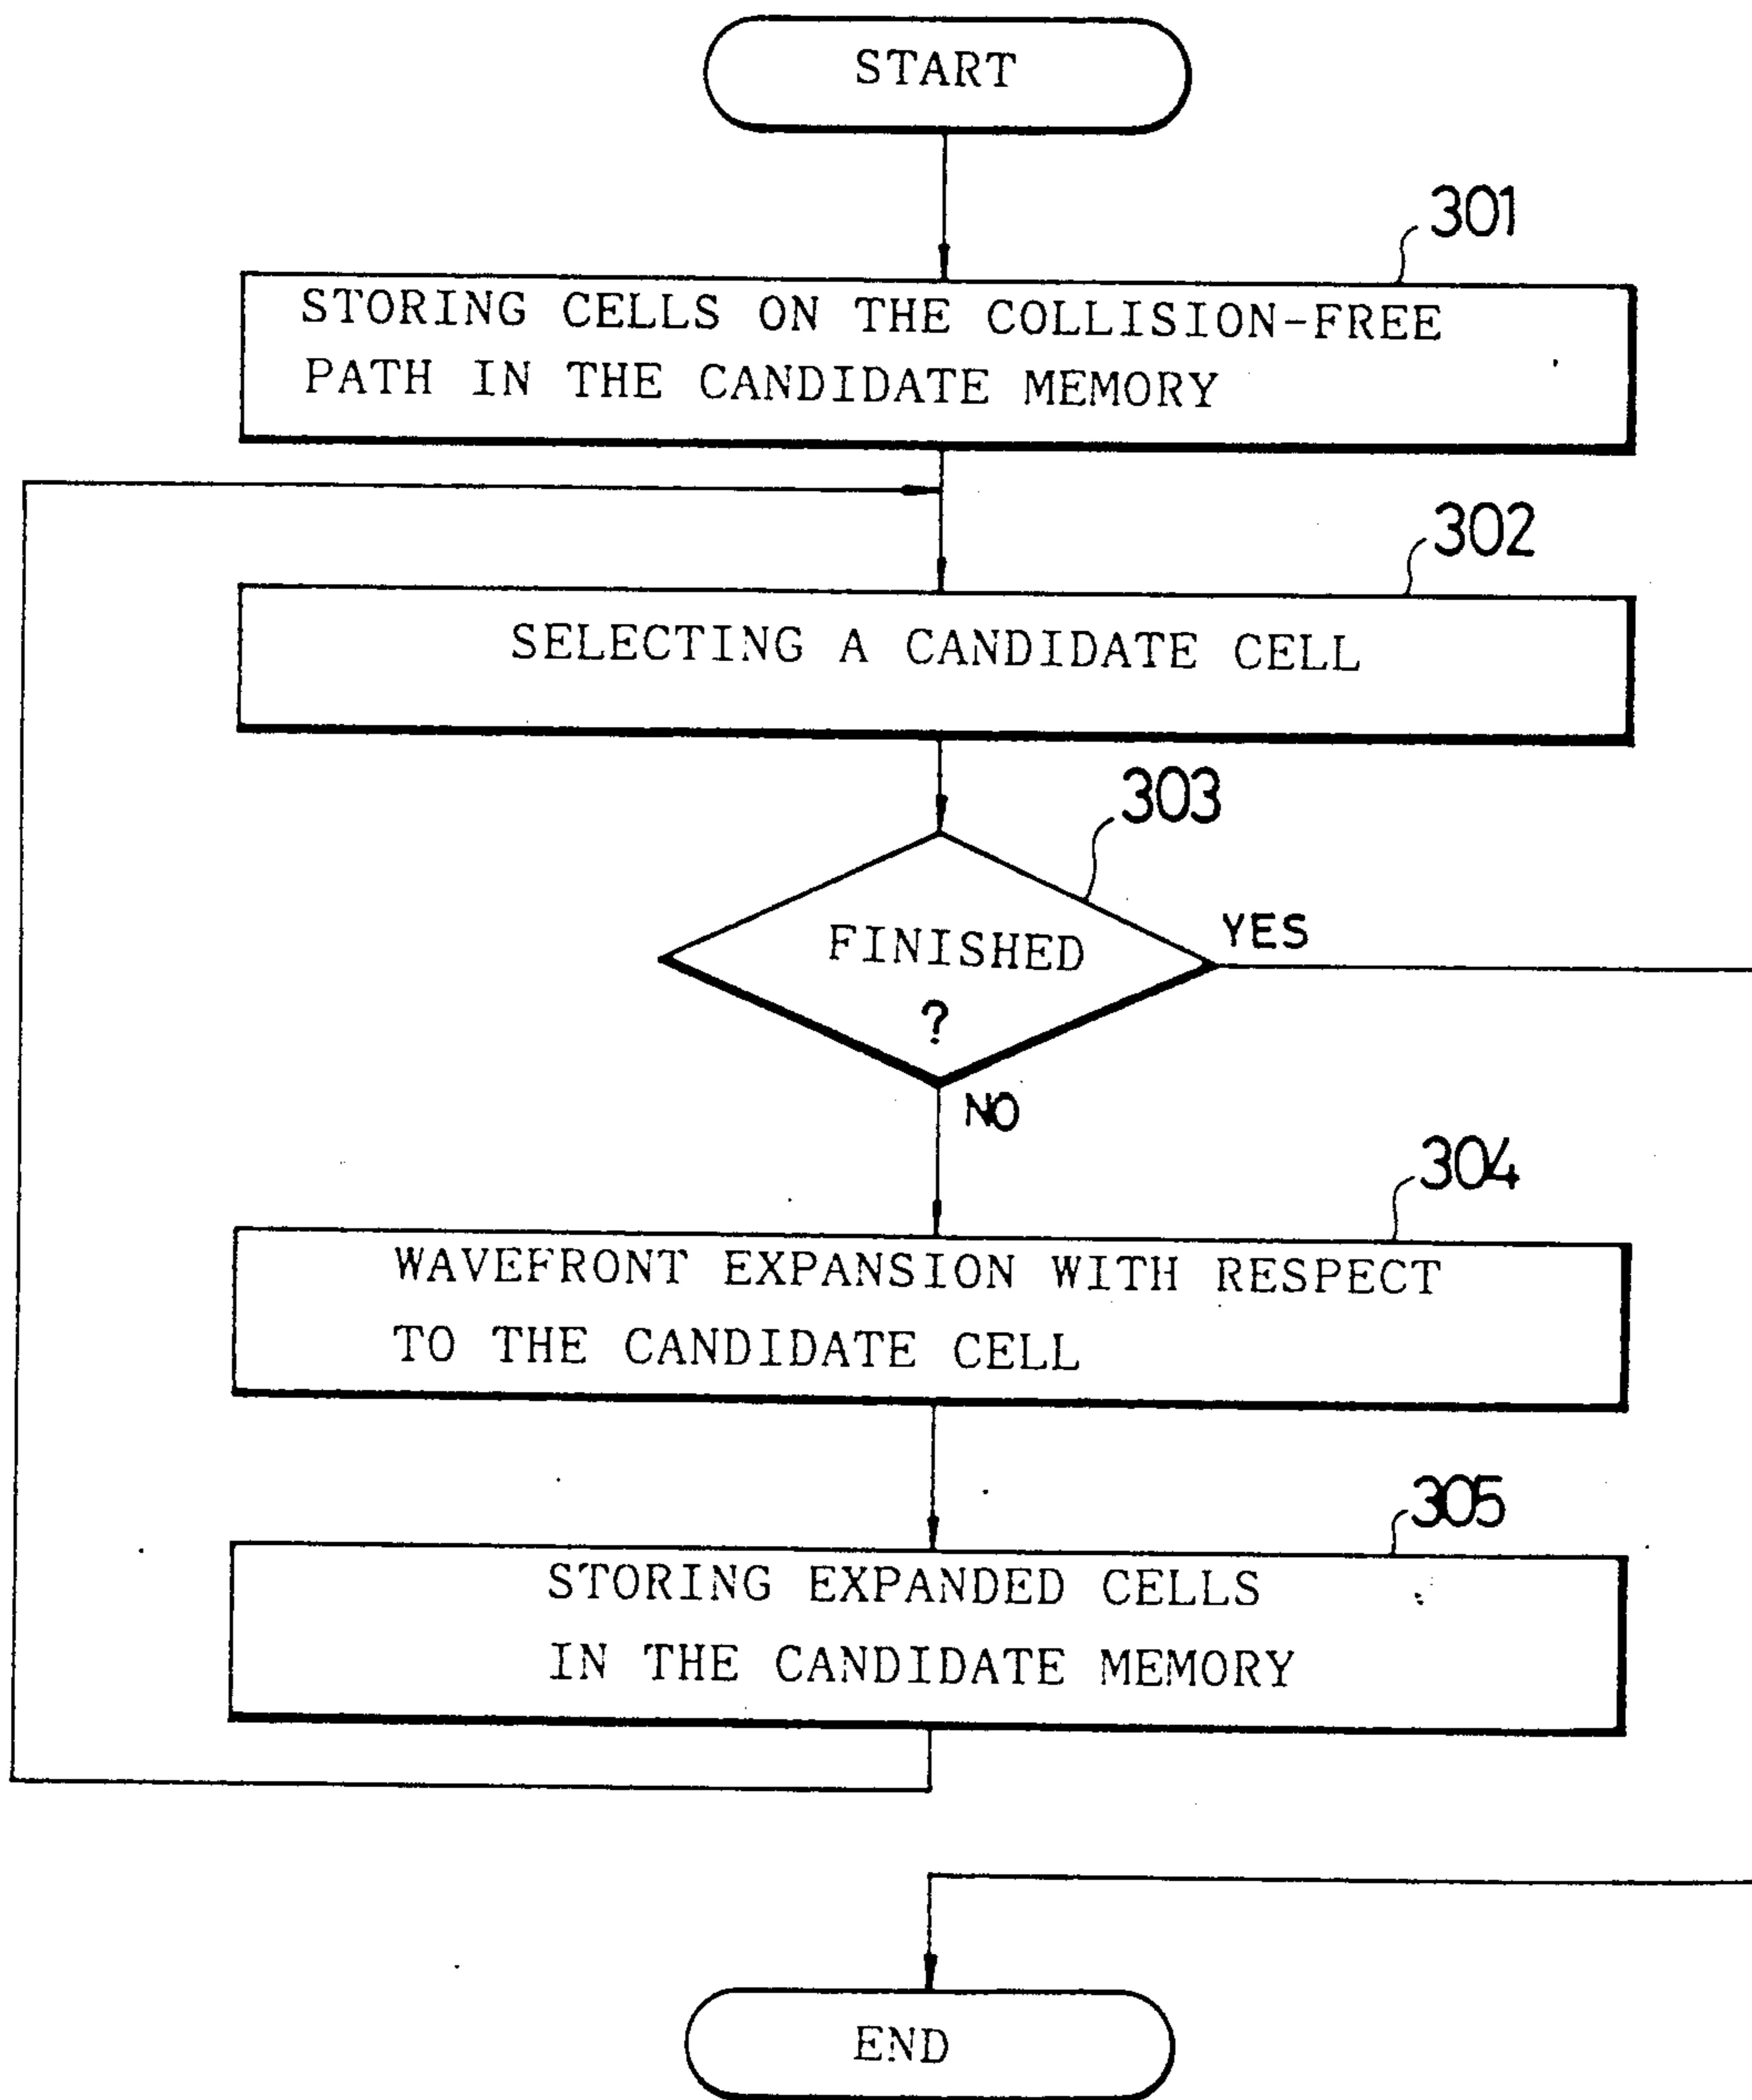 START
301
STORING CELLS ON THE COLLISION-FREE
PATH IN THE CANDIDATE MEMORY
302
SELECTING A CANDIDATE CELL
303
FINISHED
?
YES
NO
304
WAVEFRONT EXPANSION WITH RESPECT
TO THE CANDIDATE CELL
305
STORING EXPANDED CELLS
IN THE CANDIDATE MEMORY
END